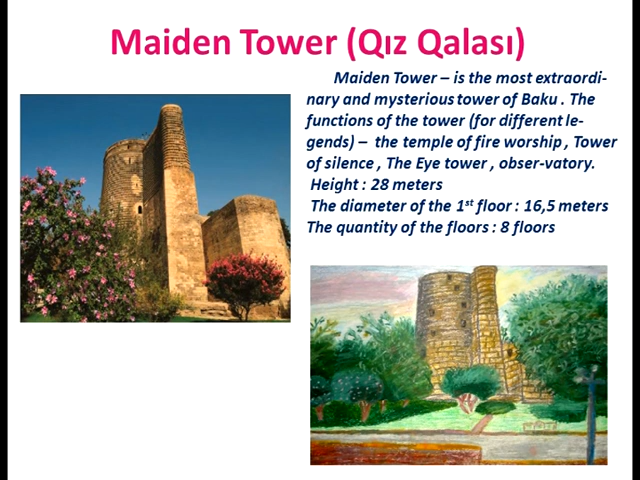 Maiden Tower (Qız Qalası)
Maiden Tower – is the most extraordi-
nary and mysterious tower of Baku . The
functions of the tower (for different le-
gends) – the temple of fire worship , Tower
of silence , The Eye tower , obser-vatory.
Height : 28 meters
The diameter of the 1st floor : 16,5 meters
The quantity of the floors : 8 floors